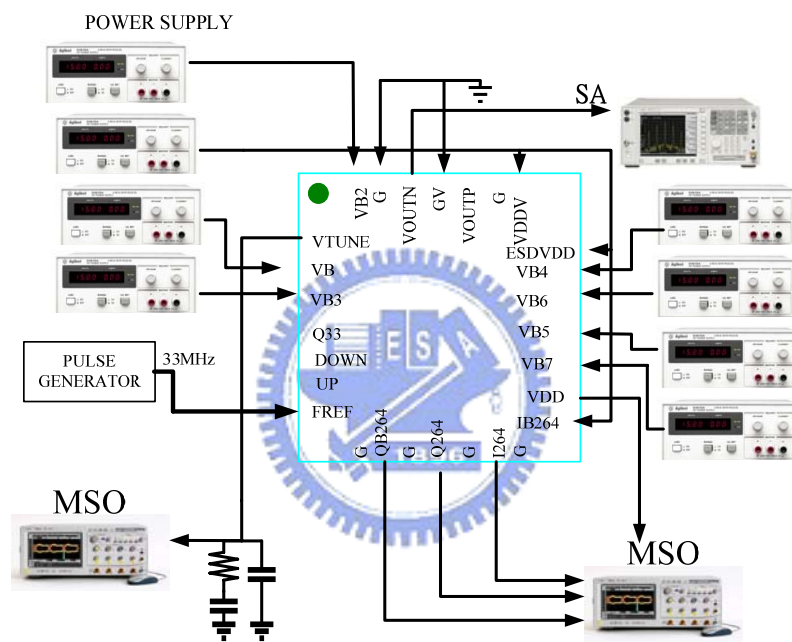 POWER SUPPLY
SA
VB2
G
VOUTN
GV
VOUTP
G
VDDV
VTUNE
VB
VB3
Q33
DOWN
UP
FREF
ESDVDD
VB4
VB6
VB5
VB7
VDD
IB264
G
QB264
G
Q264
G
I264
G
PULSE
GENERATOR
33MHz
MSO
MSO
E S A
1896